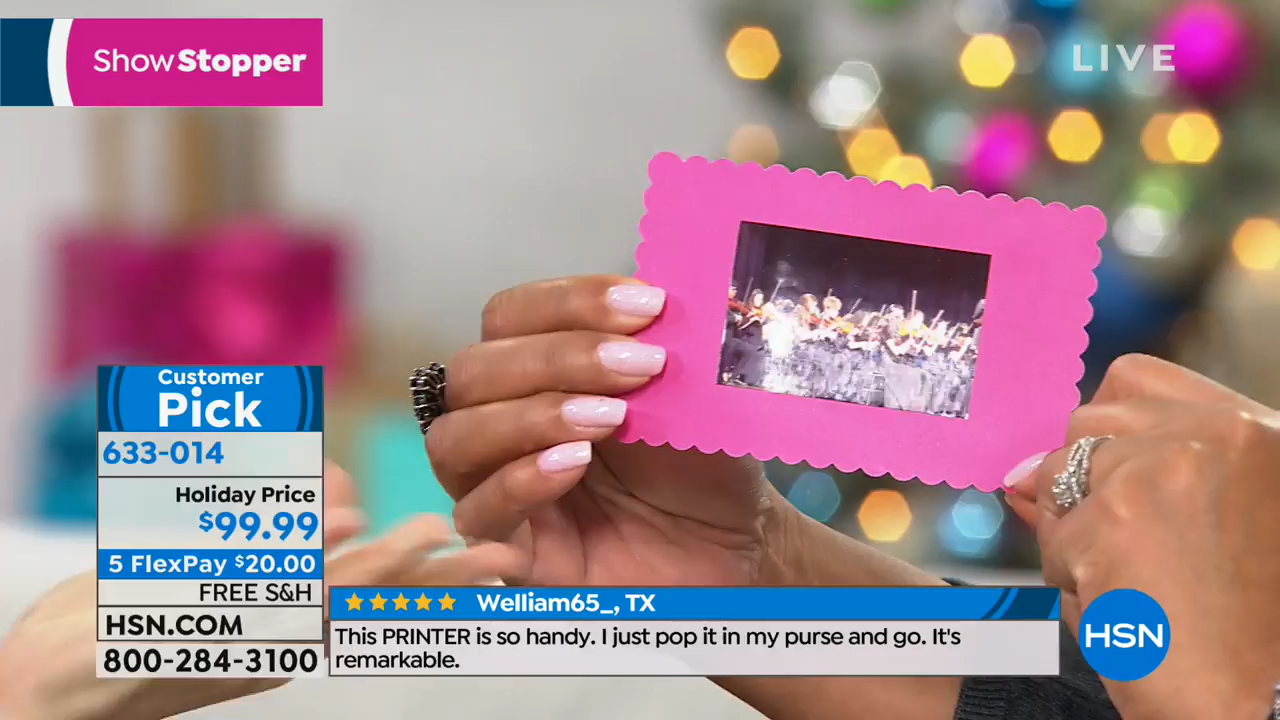 ShowStopper
LIVE
Customer
Pick
633-014
Holiday Price
$99.99
5 FlexPay $20.00
FREE S&H
HSN.COM
800-284-3100
★★★★★ Welliam65_, TX
This PRINTER is so handy. I just pop it in my purse and go. It's
remarkable.
HSN